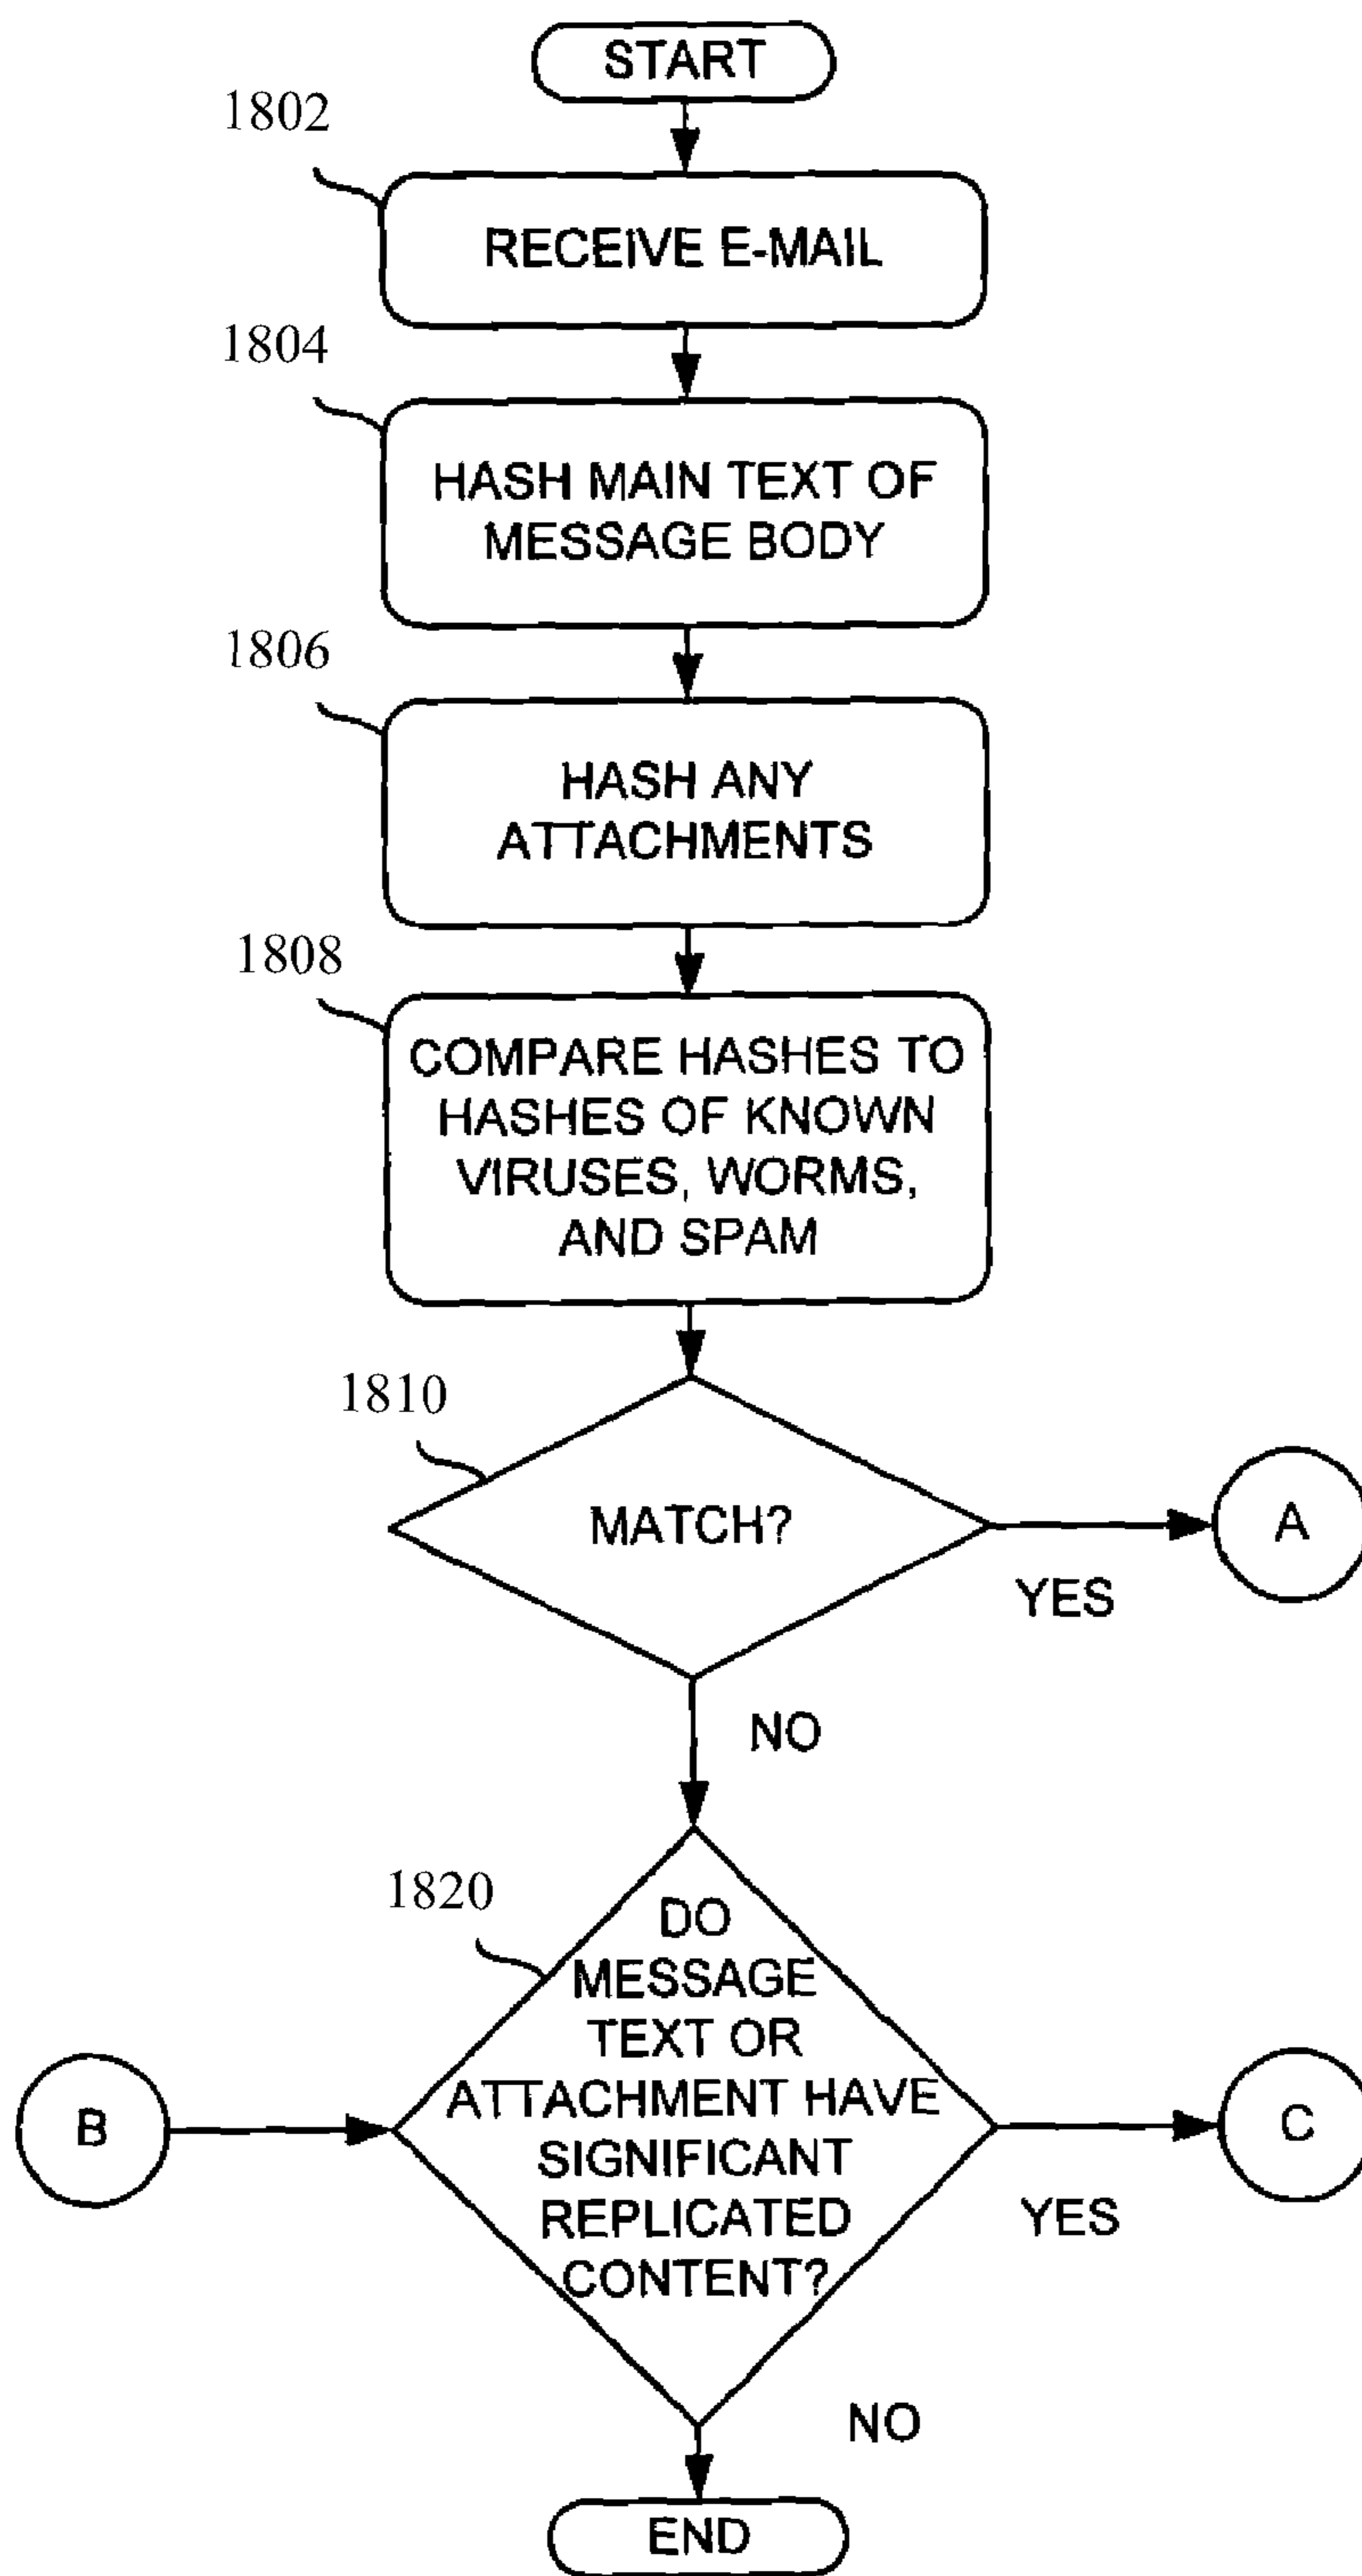 START
1802
RECEIVE E-MAIL
1804
HASH MAIN TEXT OF
MESSAGE BODY
1806
HASH ANY
ATTACHMENTS
1808
COMPARE HASHES TO
HASHES OF KNOWN
VIRUSES, WORMS,
AND SPAM
1810
MATCH?
A
YES
NO
1820
DO
MESSAGE
TEXT OR
ATTACHMENT HAVE
SIGNIFICANT
REPLICATED
CONTENT?
B
C
YES
NO
END